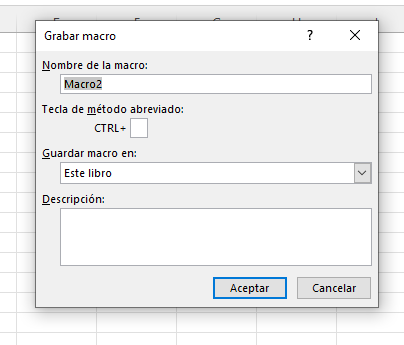 Grabar macro
?
Nombre de la macro:
Macro2
Tecla de método abreviado:
CTRL+
Guardar macro en:
Este libro
Descripción:
Aceptar Cancelar